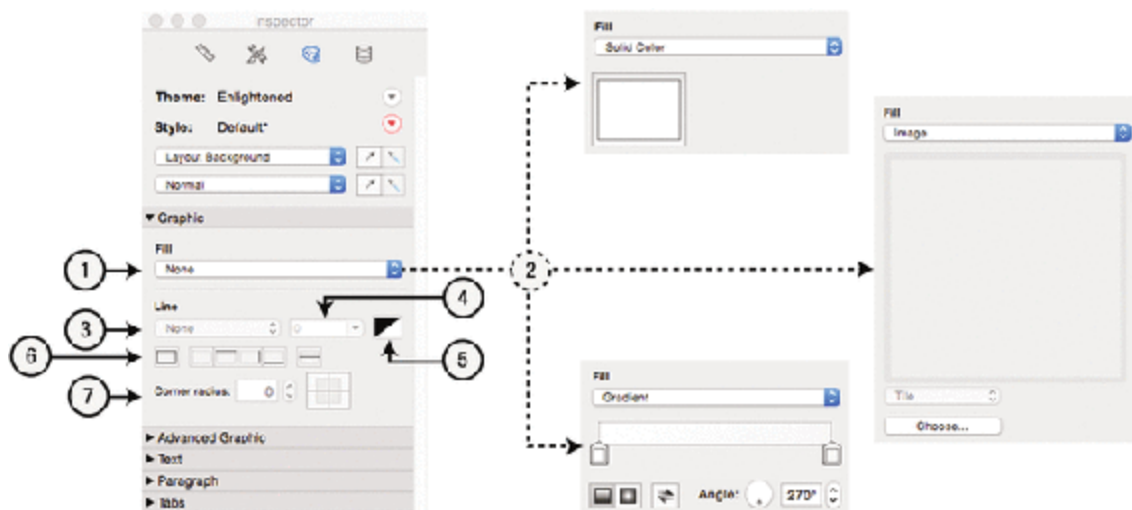 Inspector
Theme: Enlightened
Style: Default*
Layout Background
Normal
Graphic
Fill
None
Line
None
0
Corner radius: 0
Advanced Graphic
Text
Paragraph
Tabs
1
2
3
4
5
6
7
Fill
Solid Color
Fill
Image
Tile
Choose...
Fill
Gradient
Angle: 270°